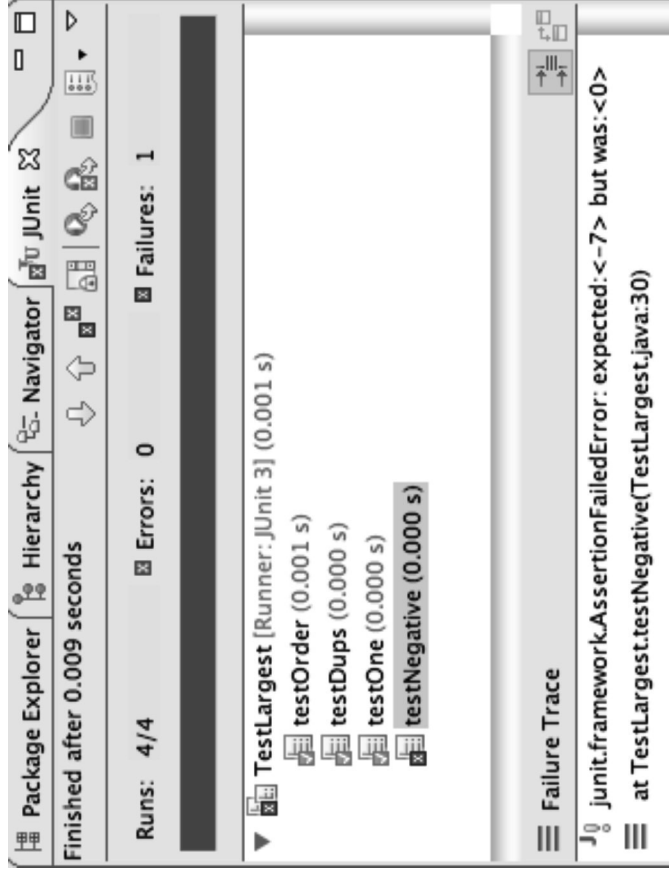 Package Explorer Hierarchy Navigator JUnit
Finished after 0.009 seconds
Runs: 4/4 Errors: 0 Failures: 1
TestLargest [Runner: JUnit 3] (0.001 s)
testOrder (0.001 s)
testDups (0.000 s)
testOne (0.000 s)
testNegative (0.000 s)
Failure Trace
junit.framework.AssertionFailedError: expected:<-7> but was:<0>
at TestLargest.testNegative(TestLargest.java:30)